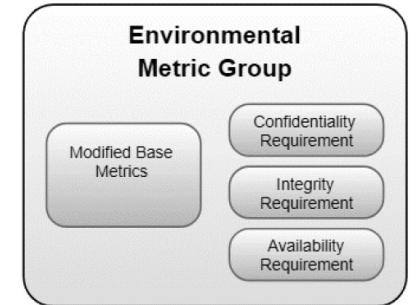 Environmental
Metric Group
Modified Base
Metrics
Confidentiality
Requirement
Integrity
Requirement
Availability
Requirement